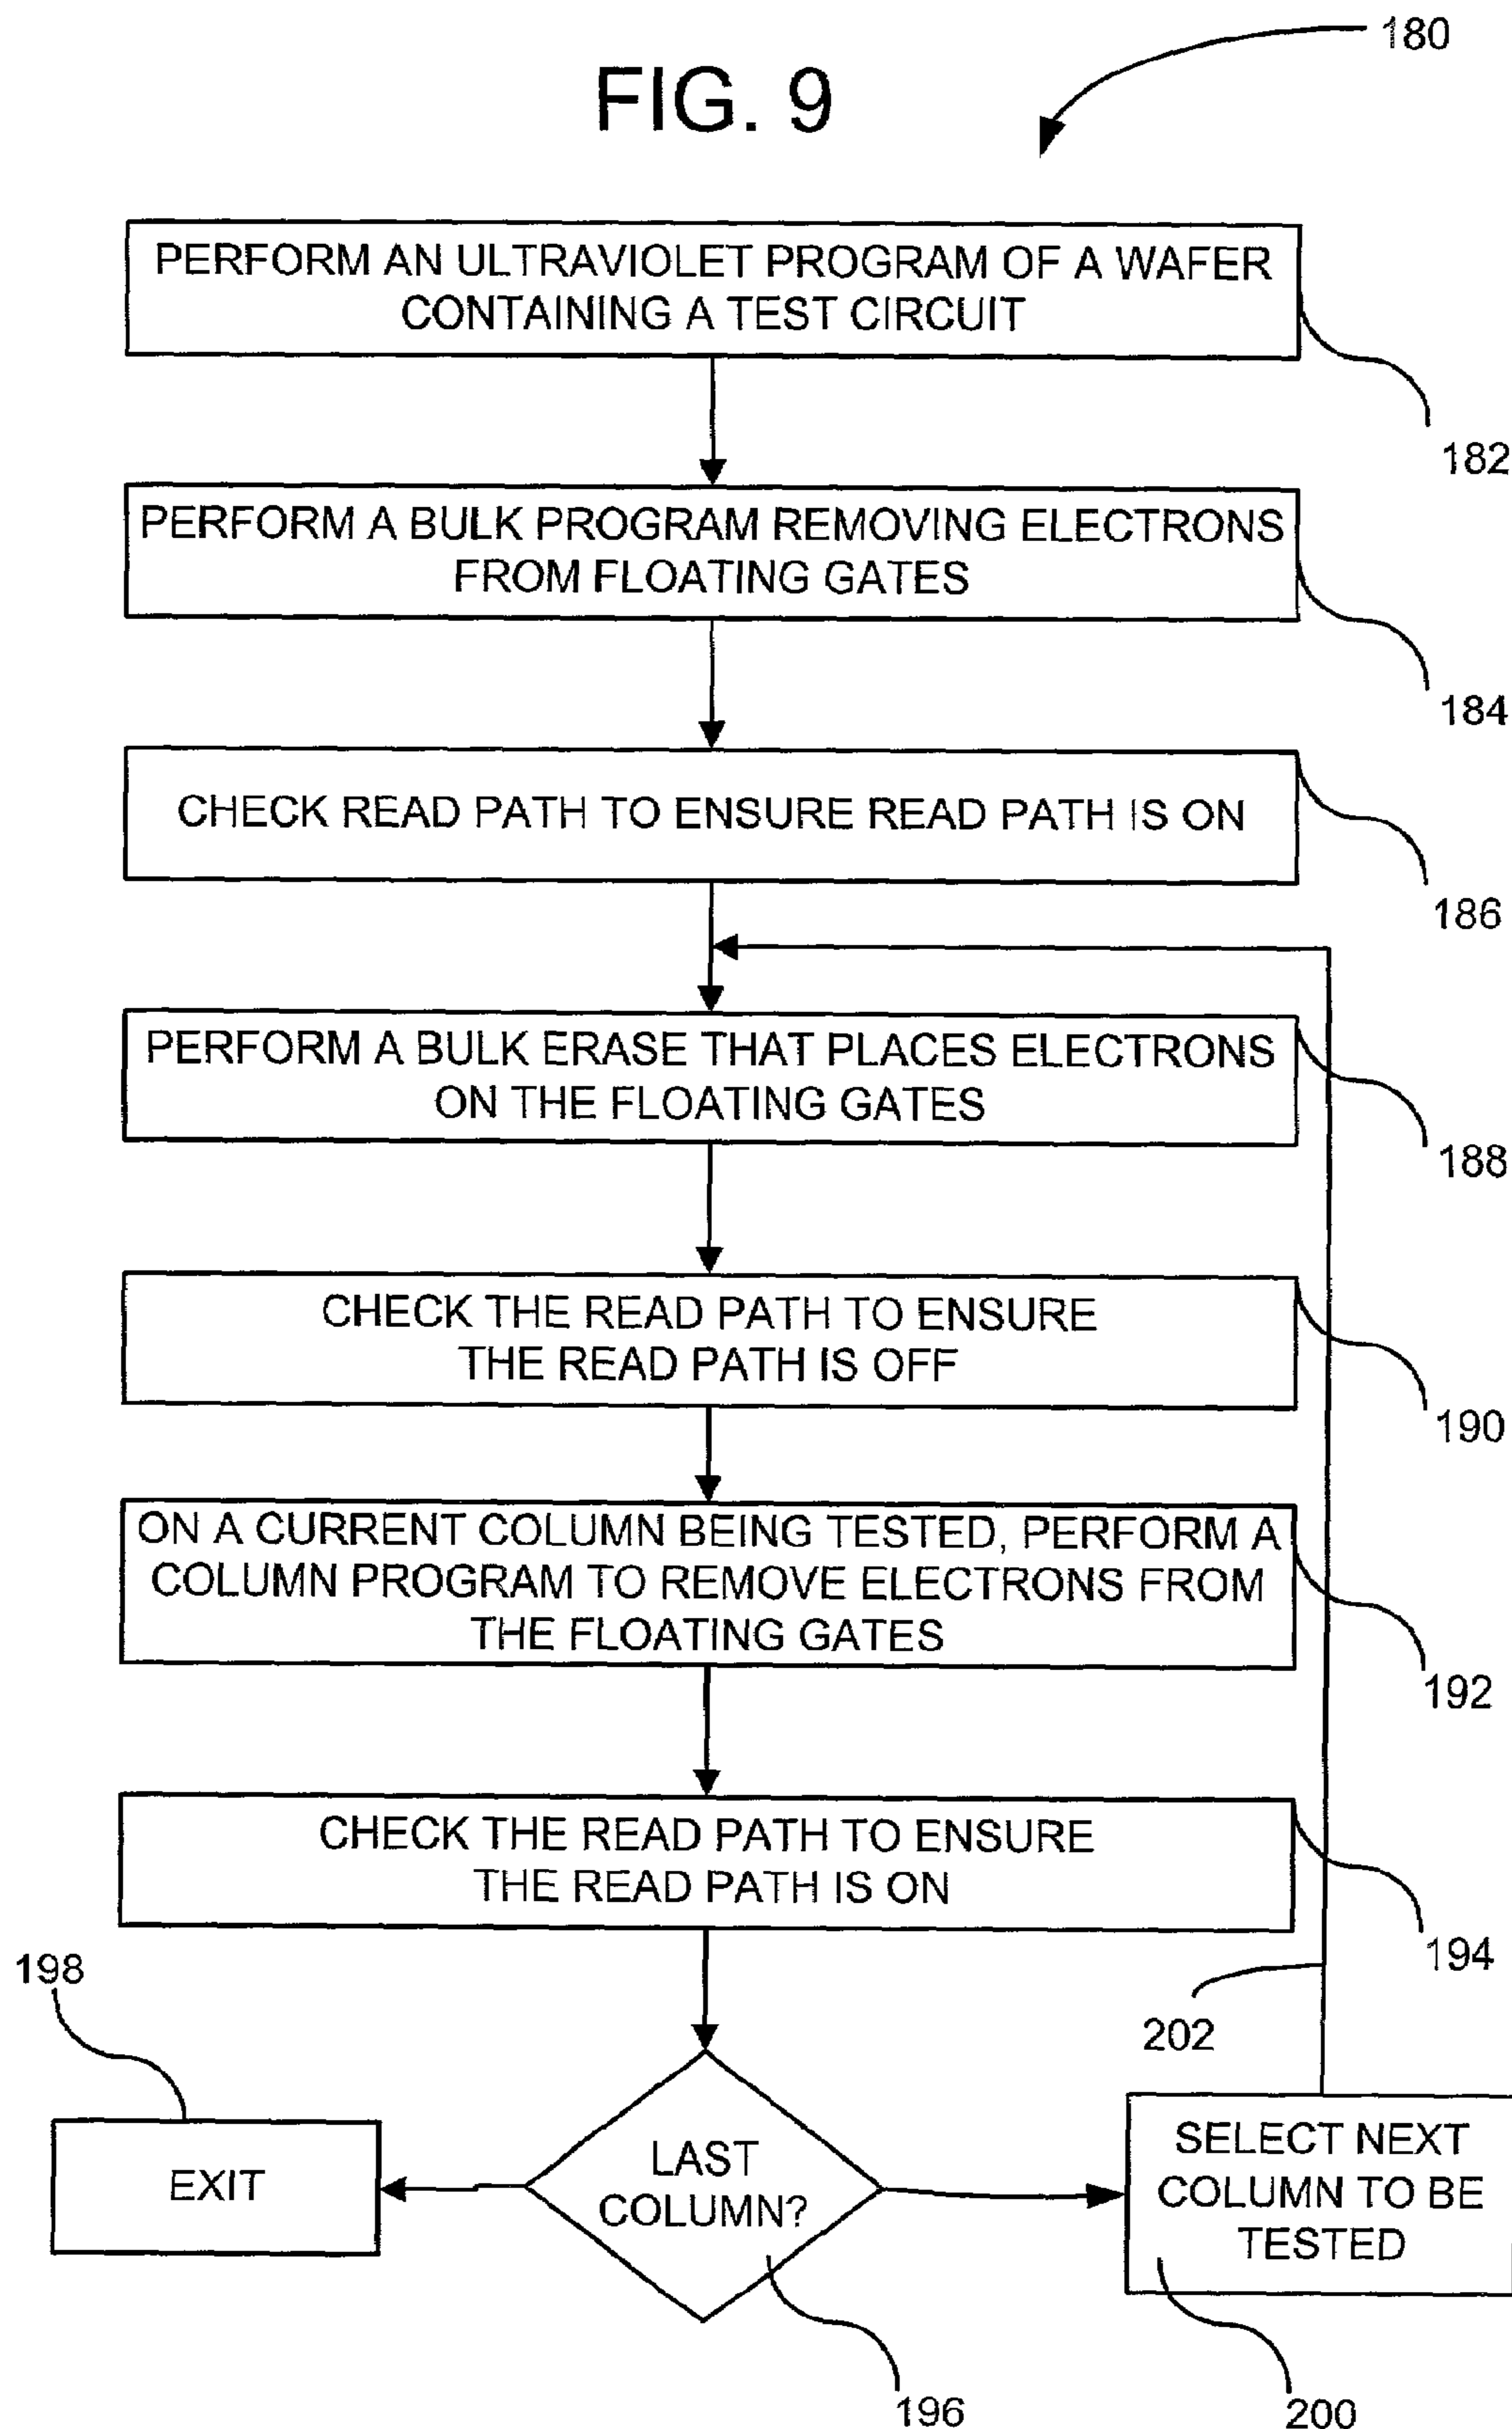 180
FIG. 9
PERFORM AN ULTRAVIOLET PROGRAM OF A WAFER
CONTAINING A TEST CIRCUIT
182
PERFORM A BULK PROGRAM REMOVING ELECTRONS
FROM FLOATING GATES
184
CHECK READ PATH TO ENSURE READ PATH IS ON
186
PERFORM A BULK ERASE THAT PLACES ELECTRONS
ON THE FLOATING GATES
188
CHECK THE READ PATH TO ENSURE
THE READ PATH IS OFF
190
ON A CURRENT COLUMN BEING TESTED, PERFORM A
COLUMN PROGRAM TO REMOVE ELECTRONS FROM
THE FLOATING GATES
192
CHECK THE READ PATH TO ENSURE
THE READ PATH IS ON
194
198
202
EXIT
LAST
COLUMN?
SELECT NEXT
COLUMN TO BE
TESTED
196
200